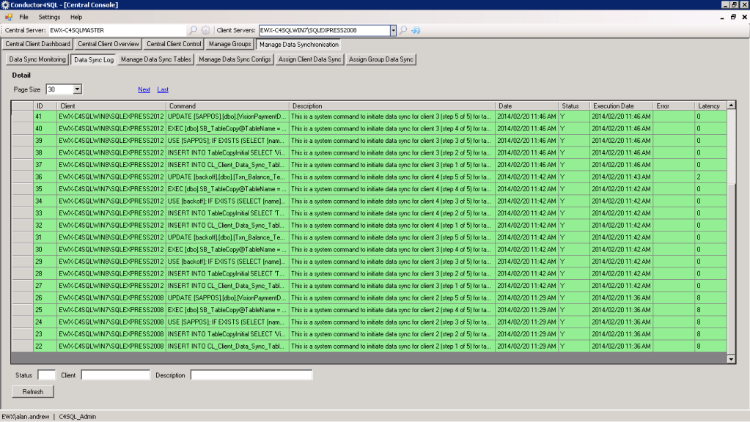 Conductor4SQL - [Central Console]
File Settings Help
Central Server: EWX-C4SQLMASTER Client Servers: EWX-C4SQLWIN7\SQLEXPRESS2008
Central Client Dashboard Central Client Overview Central Client Control Manage Groups Manage Data Synchronisation
Data Sync Monitoring Data Sync Log Manage Data Sync Tables Manage Data Sync Configs Assign Client Data Sync Assign Group Data Sync
Detail
Page Size 30 Next Last
ID Client Command Description Date Status Execution Date Error Latency
41 EWX-C4SQLWIN8\SQLEXPRESS2012 UPDATE [SAPPOS].[dbo].[VisionPaymentD... This is a system command to initiate data sync for client 3 (step 5 of 5) for ta... 2014/02/20 11:46 AM Y 2014/02/20 11:46 AM 0
40 EWX-C4SQLWIN8\SQLEXPRESS2012 EXEC [dbo].SB_TableCopy@TableName = ... This is a system command to initiate data sync for client 3 (step 4 of 5) for ta... 2014/02/20 11:46 AM Y 2014/02/20 11:46 AM 0
39 EWX-C4SQLWIN8\SQLEXPRESS2012 USE [SAPPOS]; IF EXISTS (SELECT [name... This is a system command to initiate data sync for client 3 (step 3 of 5) for ta... 2014/02/20 11:46 AM Y 2014/02/20 11:46 AM 0
38 EWX-C4SQLWIN8\SQLEXPRESS2012 INSERT INTO TableCopyInitial SELECT 'Vi... This is a system command to initiate data sync for client 3 (step 2 of 5) for ta... 2014/02/20 11:46 AM Y 2014/02/20 11:46 AM 0
37 EWX-C4SQLWIN8\SQLEXPRESS2012 INSERT INTO CL_Client_Data_Sync_Tabl... This is a system command to initiate data sync for client 3 (step 1 of 5) for ta... 2014/02/20 11:46 AM Y 2014/02/20 11:46 AM 0
36 EWX-C4SQLWIN7\SQLEXPRESS2012 UPDATE [backoff].[dbo].[Txn_Balance_Te... This is a system command to initiate data sync for client 4 (step 5 of 5) for ta... 2014/02/20 11:42 AM Y 2014/02/20 11:43 AM 2
35 EWX-C4SQLWIN7\SQLEXPRESS2012 EXEC [dbo].SB_TableCopy@TableName = ... This is a system command to initiate data sync for client 4 (step 4 of 5) for ta... 2014/02/20 11:42 AM Y 2014/02/20 11:42 AM 0
34 EWX-C4SQLWIN7\SQLEXPRESS2012 USE [backoff]; IF EXISTS (SELECT [name]... This is a system command to initiate data sync for client 4 (step 3 of 5) for ta... 2014/02/20 11:42 AM Y 2014/02/20 11:42 AM 0
33 EWX-C4SQLWIN7\SQLEXPRESS2012 INSERT INTO TableCopyInitial SELECT 'T... This is a system command to initiate data sync for client 4 (step 2 of 5) for ta... 2014/02/20 11:42 AM Y 2014/02/20 11:42 AM 0
32 EWX-C4SQLWIN7\SQLEXPRESS2012 INSERT INTO CL_Client_Data_Sync_Tabl... This is a system command to initiate data sync for client 4 (step 1 of 5) for ta... 2014/02/20 11:42 AM Y 2014/02/20 11:42 AM 0
31 EWX-C4SQLWIN8\SQLEXPRESS2012 UPDATE [backoff].[dbo].[Txn_Balance_Te... This is a system command to initiate data sync for client 3 (step 5 of 5) for ta... 2014/02/20 11:42 AM Y 2014/02/20 11:42 AM 0
30 EWX-C4SQLWIN8\SQLEXPRESS2012 EXEC [dbo].SB_TableCopy@TableName = ... This is a system command to initiate data sync for client 3 (step 4 of 5) for ta... 2014/02/20 11:42 AM Y 2014/02/20 11:42 AM 0
29 EWX-C4SQLWIN8\SQLEXPRESS2012 USE [backoff]; IF EXISTS (SELECT [name]... This is a system command to initiate data sync for client 3 (step 3 of 5) for ta... 2014/02/20 11:42 AM Y 2014/02/20 11:42 AM 0
28 EWX-C4SQLWIN8\SQLEXPRESS2012 INSERT INTO TableCopyInitial SELECT 'T... This is a system command to initiate data sync for client 3 (step 2 of 5) for ta... 2014/02/20 11:42 AM Y 2014/02/20 11:42 AM 0
27 EWX-C4SQLWIN8\SQLEXPRESS2012 INSERT INTO CL_Client_Data_Sync_Tabl... This is a system command to initiate data sync for client 3 (step 1 of 5) for ta... 2014/02/20 11:42 AM Y 2014/02/20 11:42 AM 0
26 EWX-C4SQLWIN7\SQLEXPRESS2008 UPDATE [SAPPOS].[dbo].[VisionPaymentD... This is a system command to initiate data sync for client 2 (step 5 of 5) for ta... 2014/02/20 11:29 AM Y 2014/02/20 11:36 AM 8
25 EWX-C4SQLWIN7\SQLEXPRESS2008 EXEC [dbo].SB_TableCopy@TableName = ... This is a system command to initiate data sync for client 2 (step 4 of 5) for ta... 2014/02/20 11:29 AM Y 2014/02/20 11:36 AM 8
24 EWX-C4SQLWIN7\SQLEXPRESS2008 USE [SAPPOS]; IF EXISTS (SELECT [name... This is a system command to initiate data sync for client 2 (step 3 of 5) for ta... 2014/02/20 11:29 AM Y 2014/02/20 11:36 AM 8
23 EWX-C4SQLWIN7\SQLEXPRESS2008 INSERT INTO TableCopyInitial SELECT 'Vi... This is a system command to initiate data sync for client 2 (step 2 of 5) for ta... 2014/02/20 11:29 AM Y 2014/02/20 11:36 AM 8
22 EWX-C4SQLWIN7\SQLEXPRESS2008 INSERT INTO CL_Client_Data_Sync_Tabl... This is a system command to initiate data sync for client 2 (step 1 of 5) for ta... 2014/02/20 11:29 AM Y 2014/02/20 11:36 AM 8
Status Client Description
Refresh
EWX\alan.andrew | C4SQL_Admin